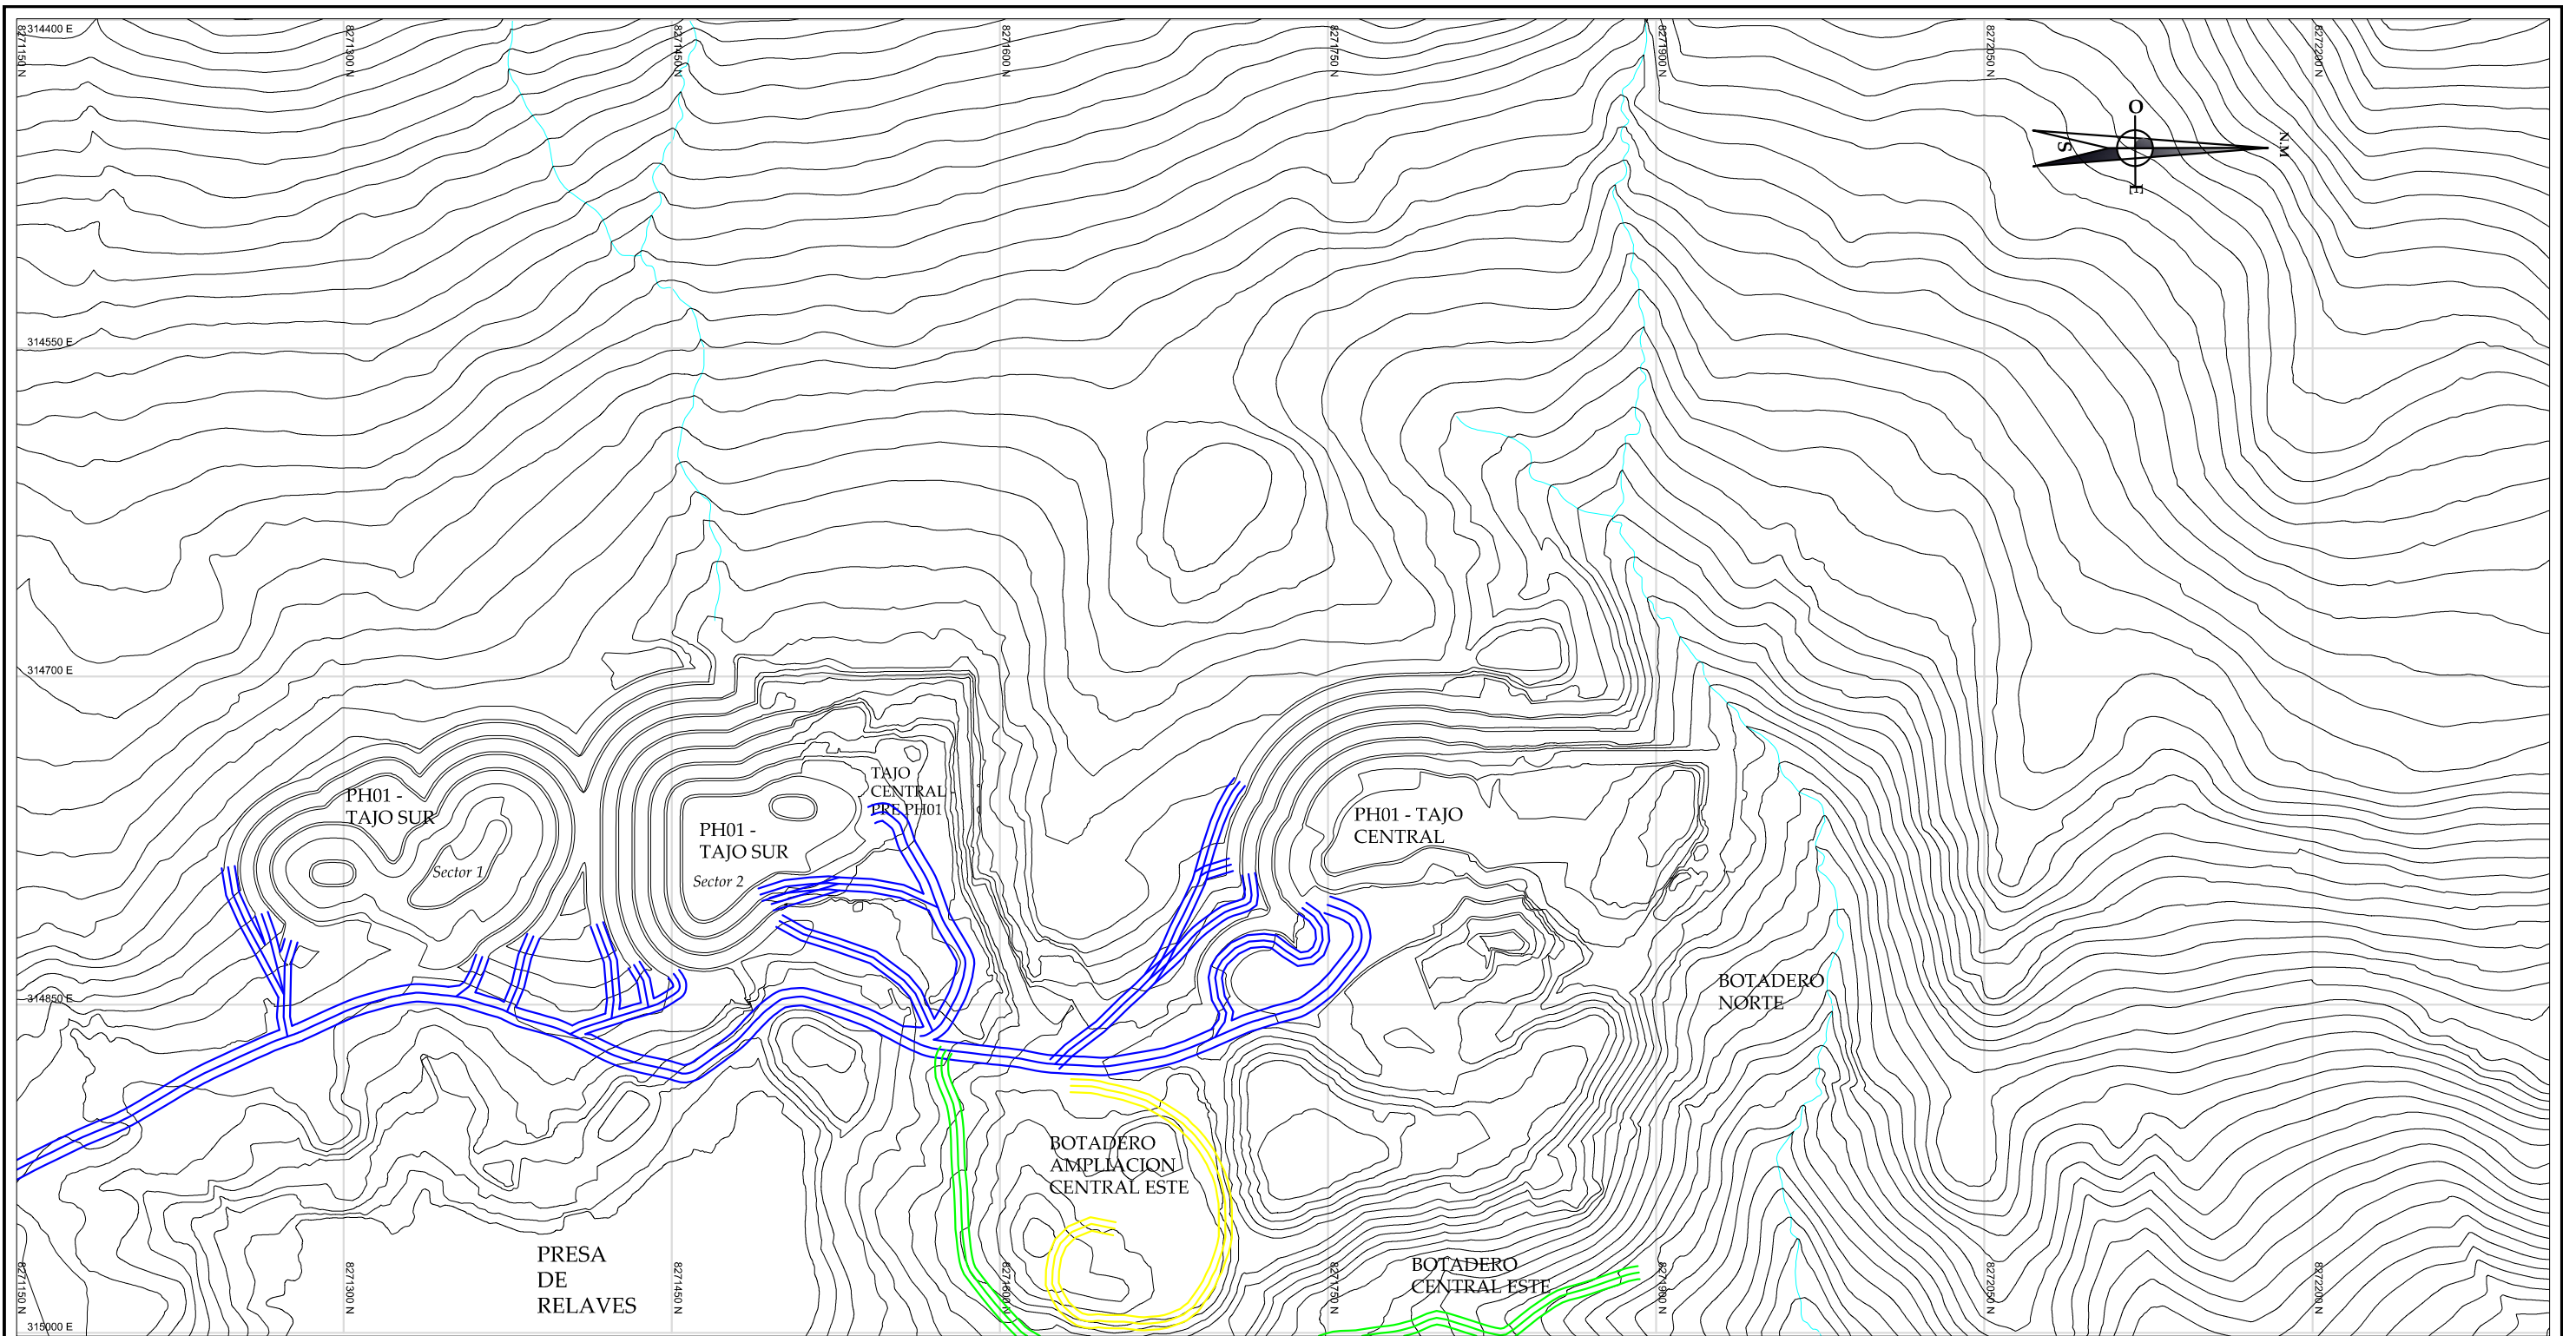 314400 E
8271150 N
8271300 N
8271450 N
8271600 N
8271750 N
8271900 N
8272050 N
8272200 N
O
S
N.M
E
314550 E
314700 E
TAJO
CENTRAL -
PRE PH01
PH01 -
TAJO SUR
Sector 1
PH01 -
TAJO SUR
Sector 2
PH01 - TAJO
CENTRAL
314850 E
BOTADERO
NORTE
BOTADERO
AMPLIACION
CENTRAL ESTE
PRESA
DE
RELAVES
BOTADERO
CENTRAL ESTE
8271150 N
8271300 N
8271450 N
8271600 N
8271750 N
8271900 N
8272050 N
8272200 N
315000 E